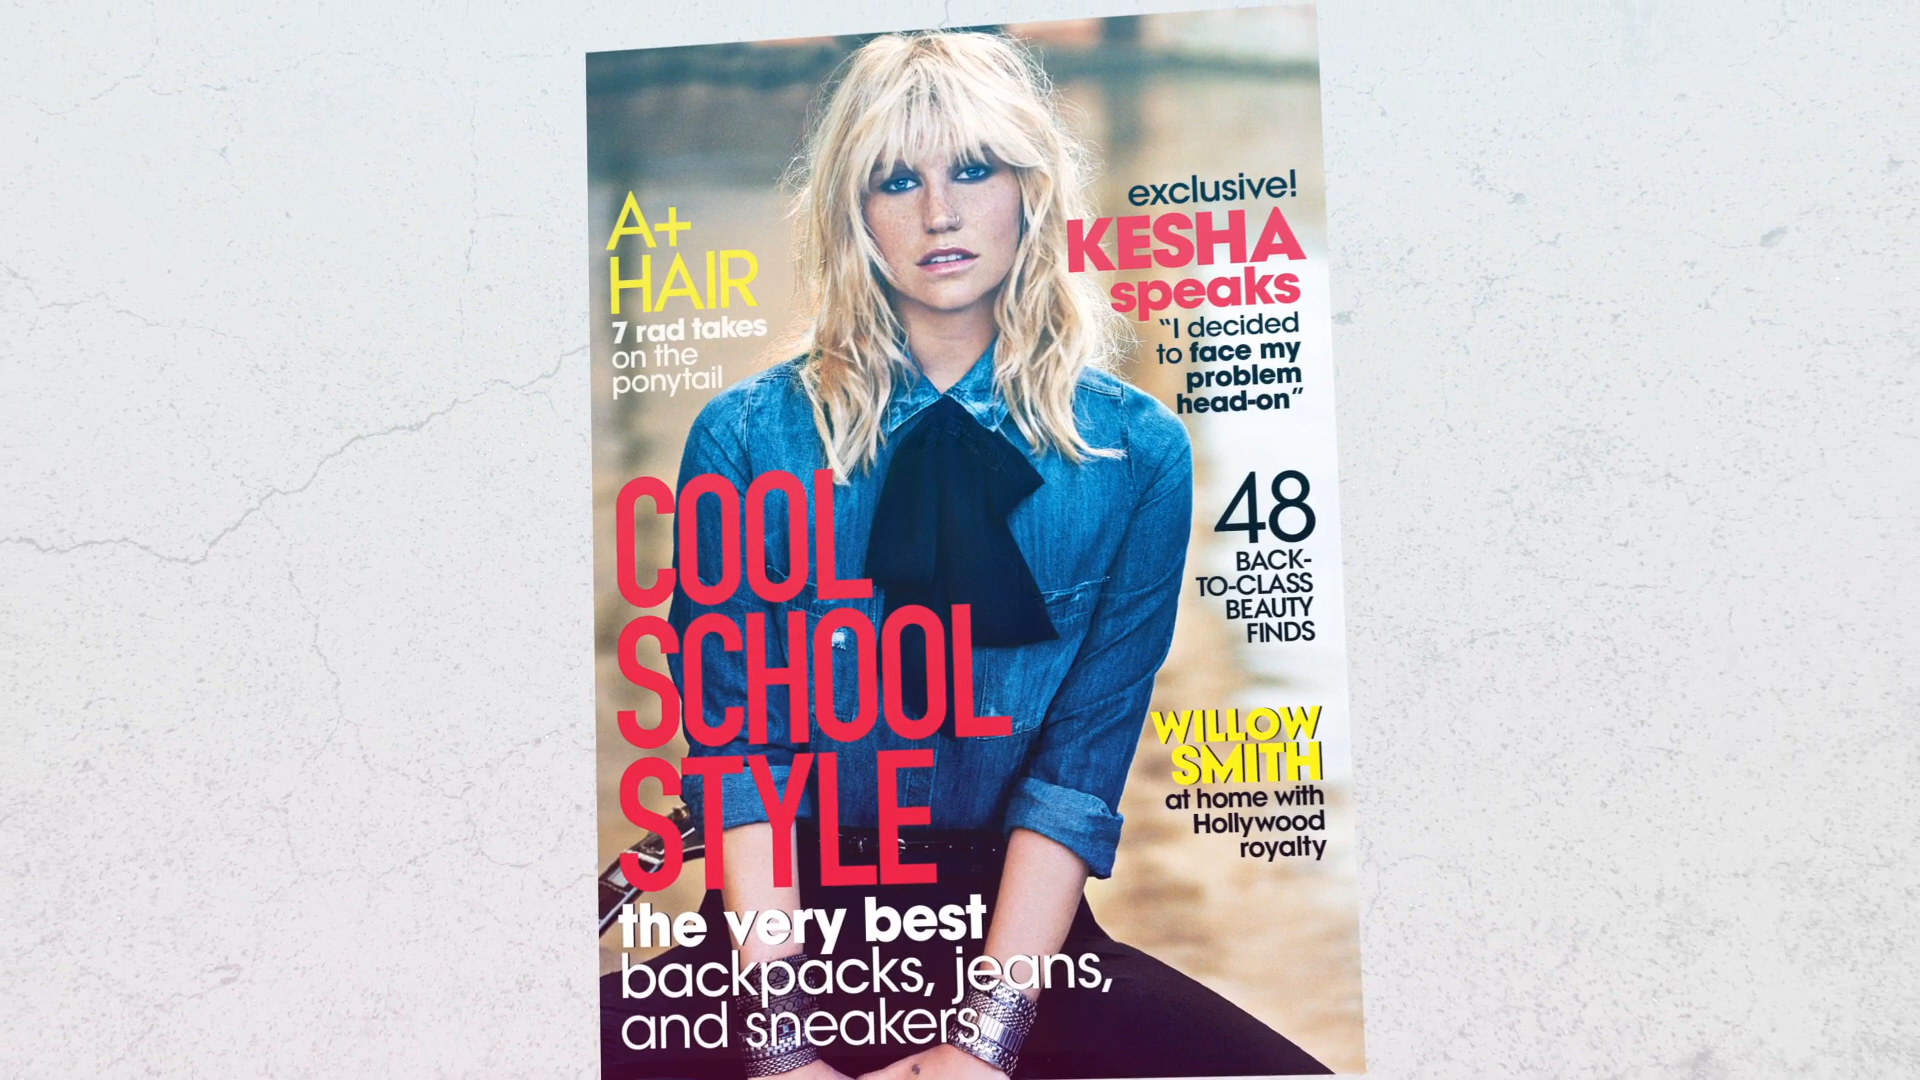 A+
HAIR
7 rad takes
on the
ponytail
exclusive!
KESHA
speaks
“I decided
to face my
problem
head-on”
48
BACK-
TO-CLASS
BEAUTY
FINDS
COOL
SCHOOL
STYLE
the very best
backpacks, jeans,
and sneakers
WILLOW
SMITH
at home with
Hollywood
royalty